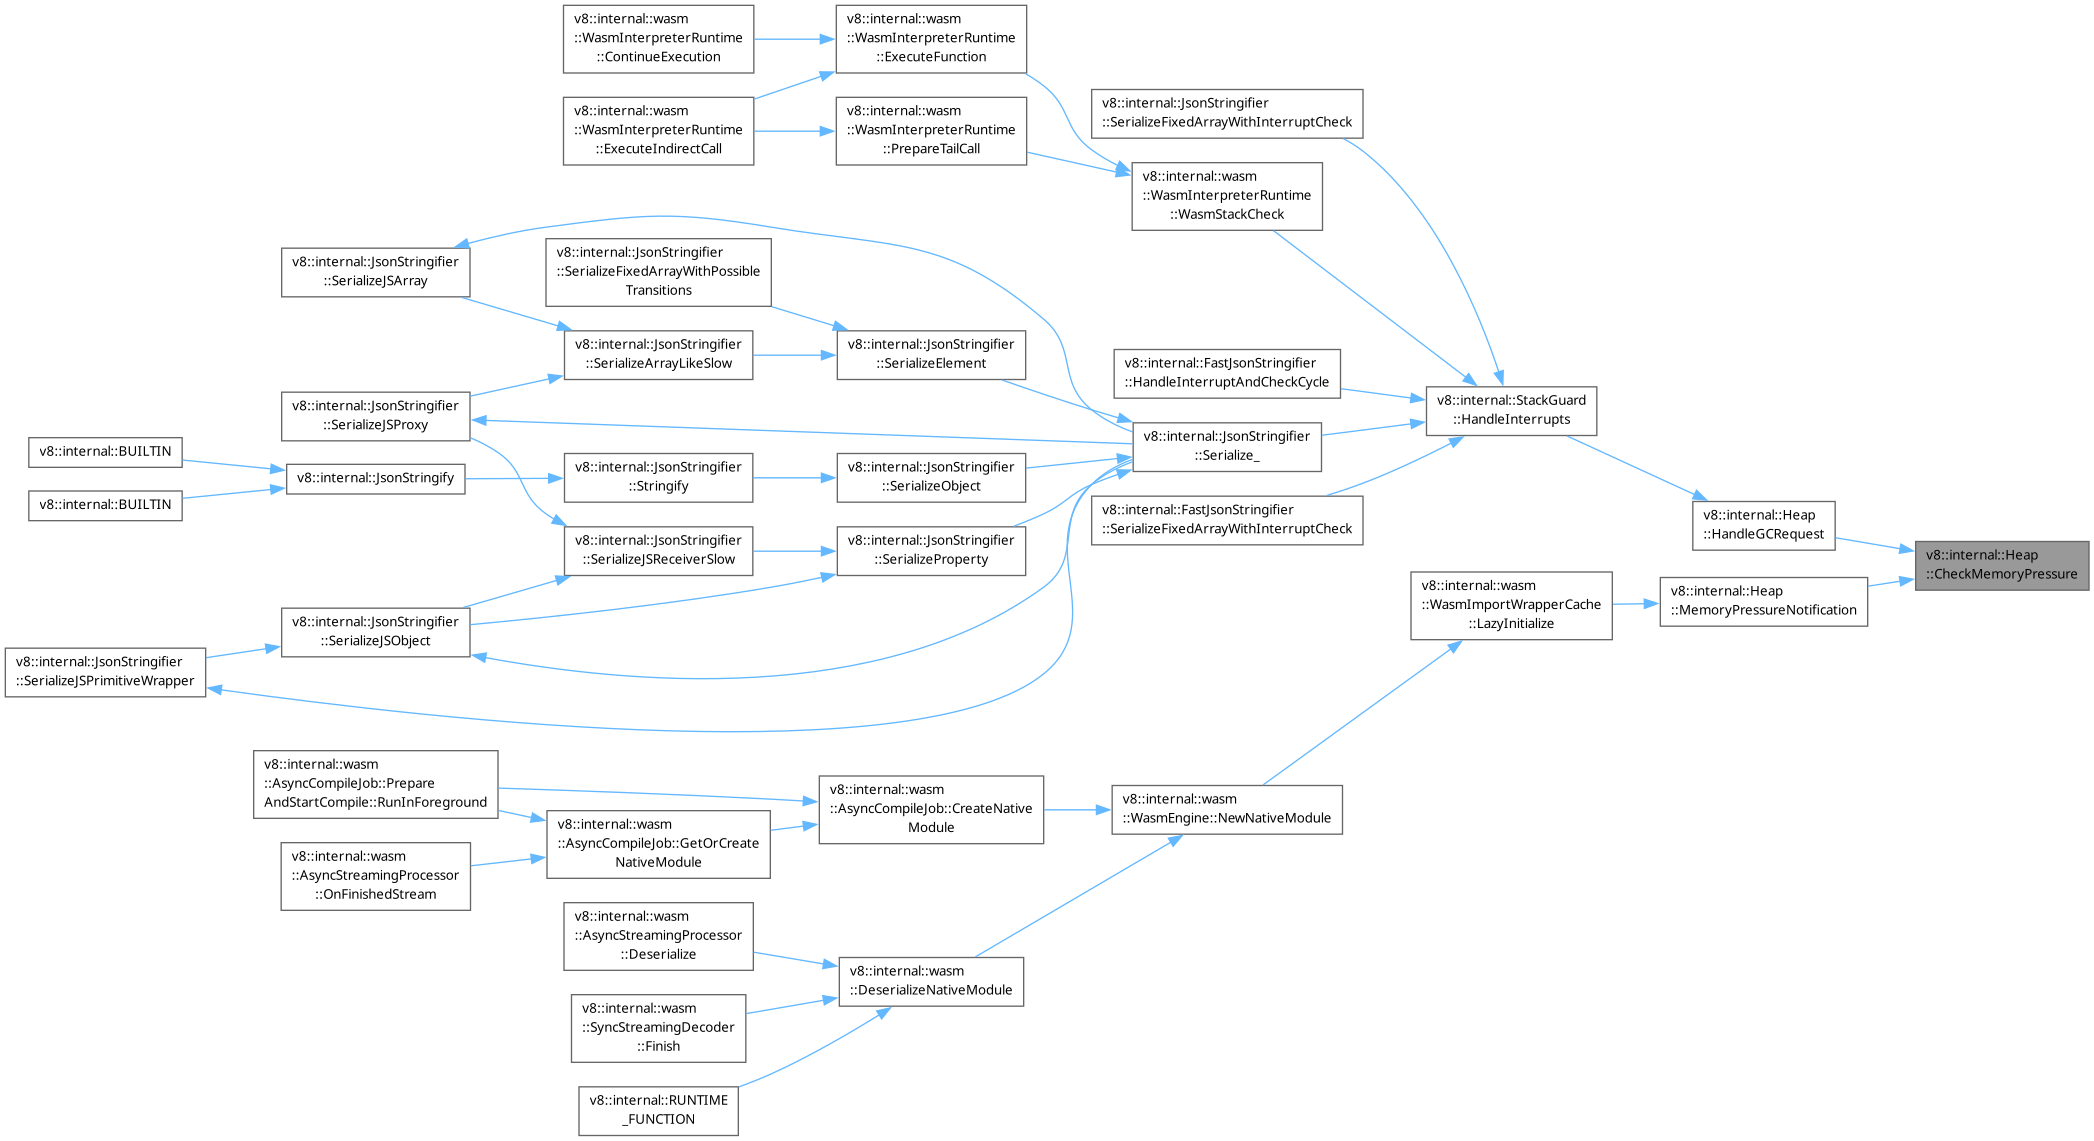 v8::internal::wasm
::WasmInterpreterRuntime
::ContinueExecution
v8::internal::wasm
::WasmInterpreterRuntime
::ExecuteFunction
v8::internal::JsonStringifier
::SerializeFixedArrayWithInterruptCheck
v8::internal::wasm
::WasmInterpreterRuntime
::ExecuteIndirectCall
v8::internal::wasm
::WasmInterpreterRuntime
::PrepareTailCall
v8::internal::wasm
::WasmInterpreterRuntime
::WasmStackCheck
v8::internal::JsonStringifier
::SerializeJSArray
v8::internal::JsonStringifier
::SerializeFixedArrayWithPossible
Transitions
v8::internal::JsonStringifier
::SerializeArrayLikeSlow
v8::internal::JsonStringifier
::SerializeElement
v8::internal::FastJsonStringifier
::HandleInterruptAndCheckCycle
v8::internal::StackGuard
::HandleInterrupts
v8::internal::JsonStringifier
::SerializeJSProxy
v8::internal::JsonStringifier
::Serialize_
v8::internal::BUILTIN
v8::internal::JsonStringify
v8::internal::JsonStringifier
::Stringify
v8::internal::JsonStringifier
::SerializeObject
v8::internal::BUILTIN
v8::internal::FastJsonStringifier
::SerializeFixedArrayWithInterruptCheck
v8::internal::Heap
::HandleGCRequest
v8::internal::JsonStringifier
::SerializeJSReceiverSlow
v8::internal::JsonStringifier
::SerializeProperty
v8::internal::Heap
::CheckMemoryPressure
v8::internal::wasm
::WasmImportWrapperCache
::LazyInitialize
v8::internal::Heap
::MemoryPressureNotification
v8::internal::JsonStringifier
::SerializeJSObject
v8::internal::JsonStringifier
::SerializeJSPrimitiveWrapper
v8::internal::wasm
::AsyncCompileJob::Prepare
AndStartCompile::RunInForeground
v8::internal::wasm
::AsyncCompileJob::CreateNative
Module
v8::internal::wasm
::WasmEngine::NewNativeModule
v8::internal::wasm
::AsyncCompileJob::GetOrCreate
NativeModule
v8::internal::wasm
::AsyncStreamingProcessor
::OnFinishedStream
v8::internal::wasm
::AsyncStreamingProcessor
::Deserialize
v8::internal::wasm
::DeserializeNativeModule
v8::internal::wasm
::SyncStreamingDecoder
::Finish
v8::internal::RUNTIME
_FUNCTION